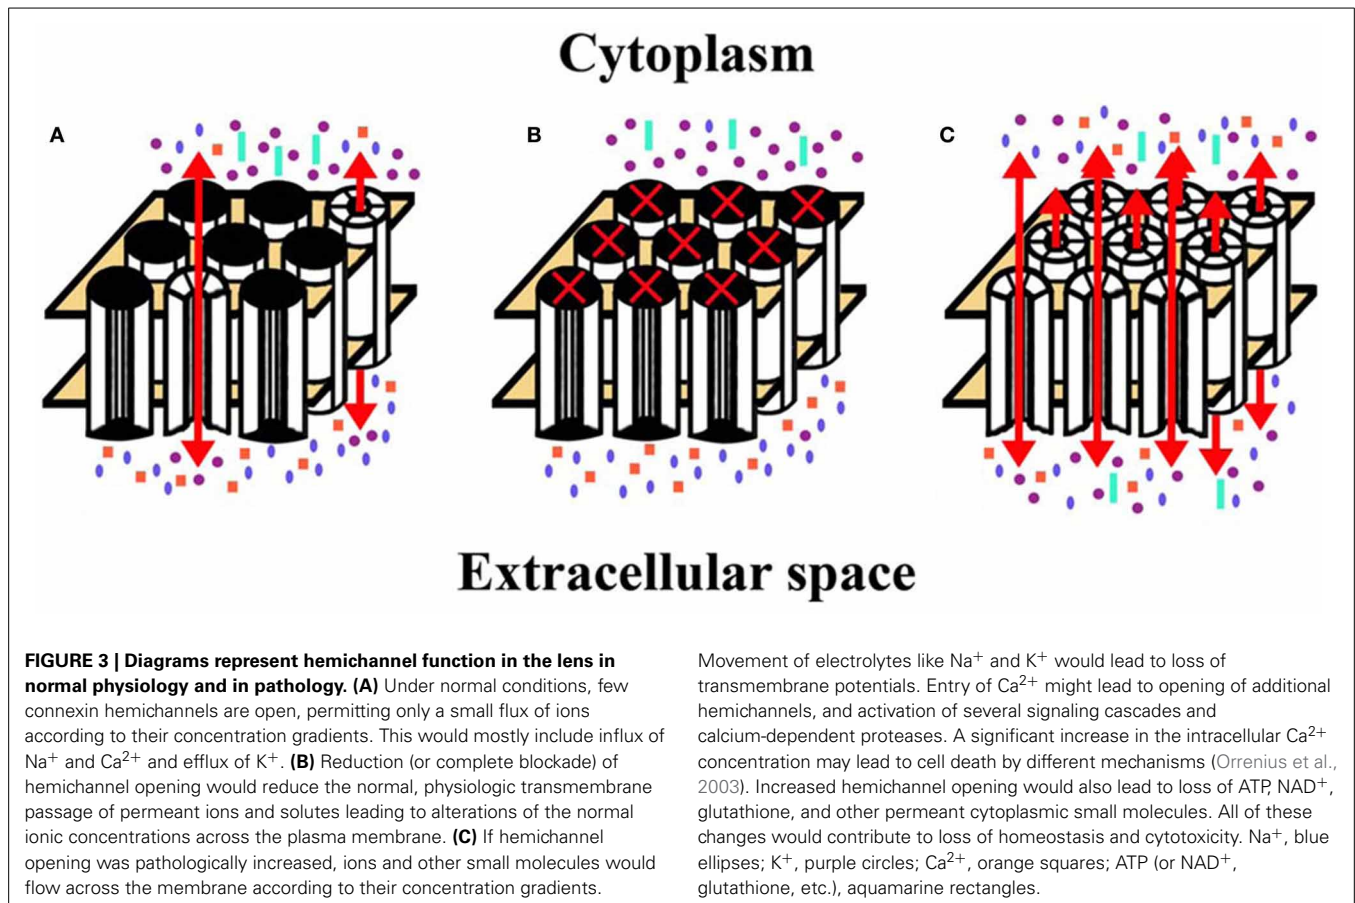 Cytoplasm
A
B
C
Extracellular space
FIGURE 3 | Diagrams represent hemichannel function in the lens in
normal physiology and in pathology. (A) Under normal conditions, few
connexin hemichannels are open, permitting only a small flux of ions
according to their concentration gradients. This would mostly include influx of
Na⁺ and Ca²⁺ and efflux of K⁺. (B) Reduction (or complete blockade) of
hemichannel opening would reduce the normal, physiologic transmembrane
passage of permeant ions and solutes leading to alterations of the normal
ionic concentrations across the plasma membrane. (C) If hemichannel
opening was pathologically increased, ions and other small molecules would
flow across the membrane according to their concentration gradients.
Movement of electrolytes like Na⁺ and K⁺ would lead to loss of
transmembrane potentials. Entry of Ca²⁺ might lead to opening of additional
hemichannels, and activation of several signaling cascades and
calcium-dependent proteases. A significant increase in the intracellular Ca²⁺
concentration may lead to cell death by different mechanisms (Orrenius et al.,
2003). Increased hemichannel opening would also lead to loss of ATP, NAD⁺,
glutathione, and other permeant cytoplasmic small molecules. All of these
changes would contribute to loss of homeostasis and cytotoxicity. Na⁺, blue
ellipses; K⁺, purple circles; Ca²⁺, orange squares; ATP (or NAD⁺,
glutathione, etc.), aquamarine rectangles.